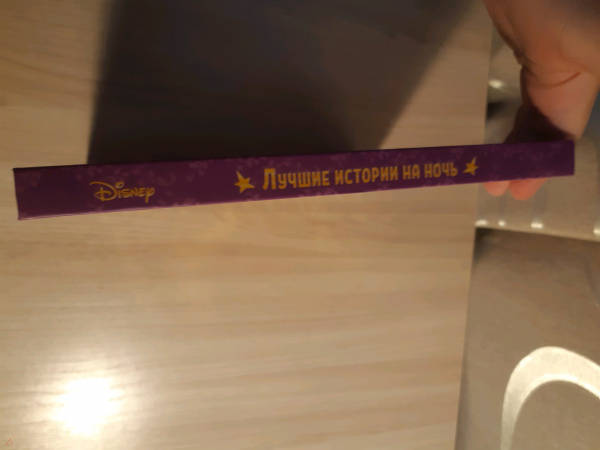 Disney
Лучшие истории на ночь